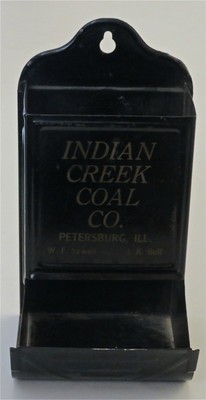 INDIAN
CREEK
COAL
CO.
PETERSBURG, ILL.
W. F.